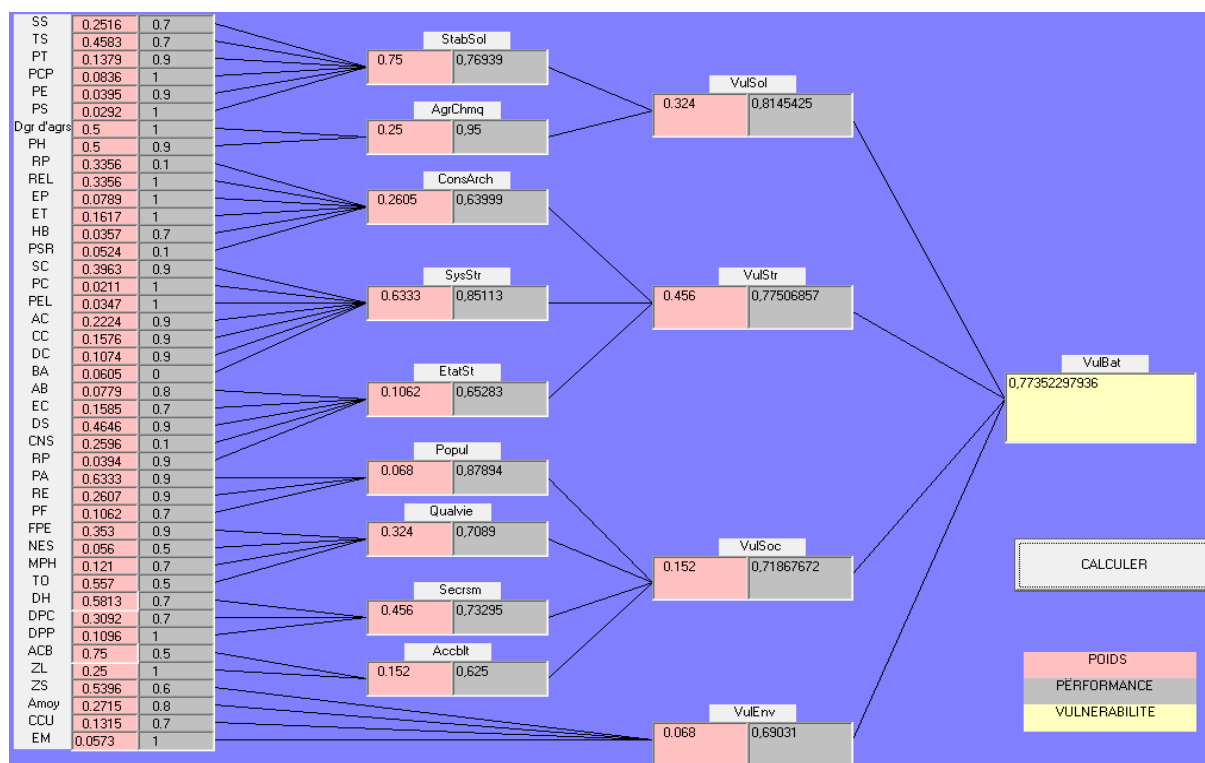 SS 0.2516 0.7
TS 0.4583 0.7
PT 0.1379 0.9
PCP 0.0836 1
PE 0.0395 0.9
PS 0.0292 1
Dgr d'agrs 0.5 1
PH 0.5 0.9
RP 0.3356 0.1
REL 0.3356 1
EP 0.0789 1
ET 0.1617 1
HB 0.0357 0.7
PSR 0.0524 0.1
SC 0.3963 0.9
PC 0.0211 1
PEL 0.0347 1
AC 0.2224 0.9
CC 0.1576 0.9
DC 0.1074 0.9
BA 0.0605 0
AB 0.0779 0.8
EC 0.1585 0.7
DS 0.4646 0.9
CNS 0.2596 0.1
RP 0.0394 0.9
PA 0.6333 0.9
RE 0.2607 0.9
PF 0.1062 0.7
FPE 0.353 0.9
NES 0.056 0.5
MPH 0.121 0.7
TO 0.557 0.5
DH 0.5813 0.7
DPC 0.3092 0.7
DPP 0.1096 1
ACB 0.75 0.5
ZL 0.25 1
ZS 0.5396 0.6
Amoy 0.2715 0.8
CCU 0.1315 0.7
EM 0.0573 1
StabSol
0.75 0,76939
AgrChmq
0.25 0,95
ConsArch
0.2605 0,63999
SysStr
0.6333 0,85113
EtatSt
0.1062 0,65283
Popul
0.068 0,87894
Qualvie
0.324 0,7089
Secrsm
0.456 0,73295
Accblt
0.152 0,625
VulSol
0.324 0,8145425
VulStr
0.456 0,77506857
VulSoc
0.152 0,71867672
VulEnv
0.068 0,69031
VulBat
0,77352297936
CALCULER
POIDS
PERFORMANCE
VULNERABILITE